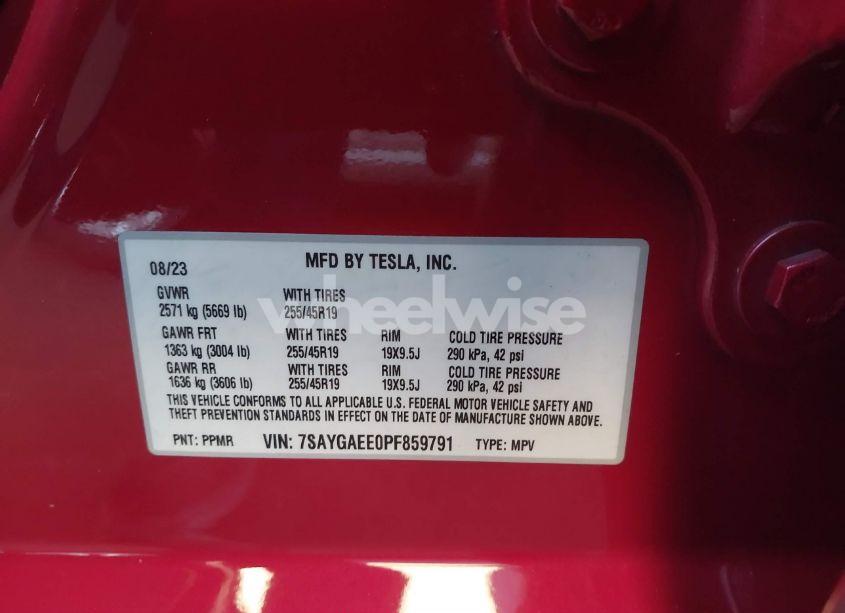 08/23 MFD BY TESLA, INC.
GVWR WITH TIRES
2571 kg (5669 lb) 255/45R19
GAWR FRT WITH TIRES RIM COLD TIRE PRESSURE
1363 kg (3004 lb) 255/45R19 19X9.5J 290 kPa, 42 psi
GAWR RR WITH TIRES RIM COLD TIRE PRESSURE
1636 kg (3606 lb) 255/45R19 19X9.5J 290 kPa, 42 psi
THIS VEHICLE CONFORMS TO ALL APPLICABLE U.S. FEDERAL MOTOR VEHICLE SAFETY AND
THEFT PREVENTION STANDARDS IN EFFECT ON THE DATE OF MANUFACTURE SHOWN ABOVE.
PNT: PPMR VIN: 7SAYGAEE0PF859791 TYPE: MPV
wheelwise